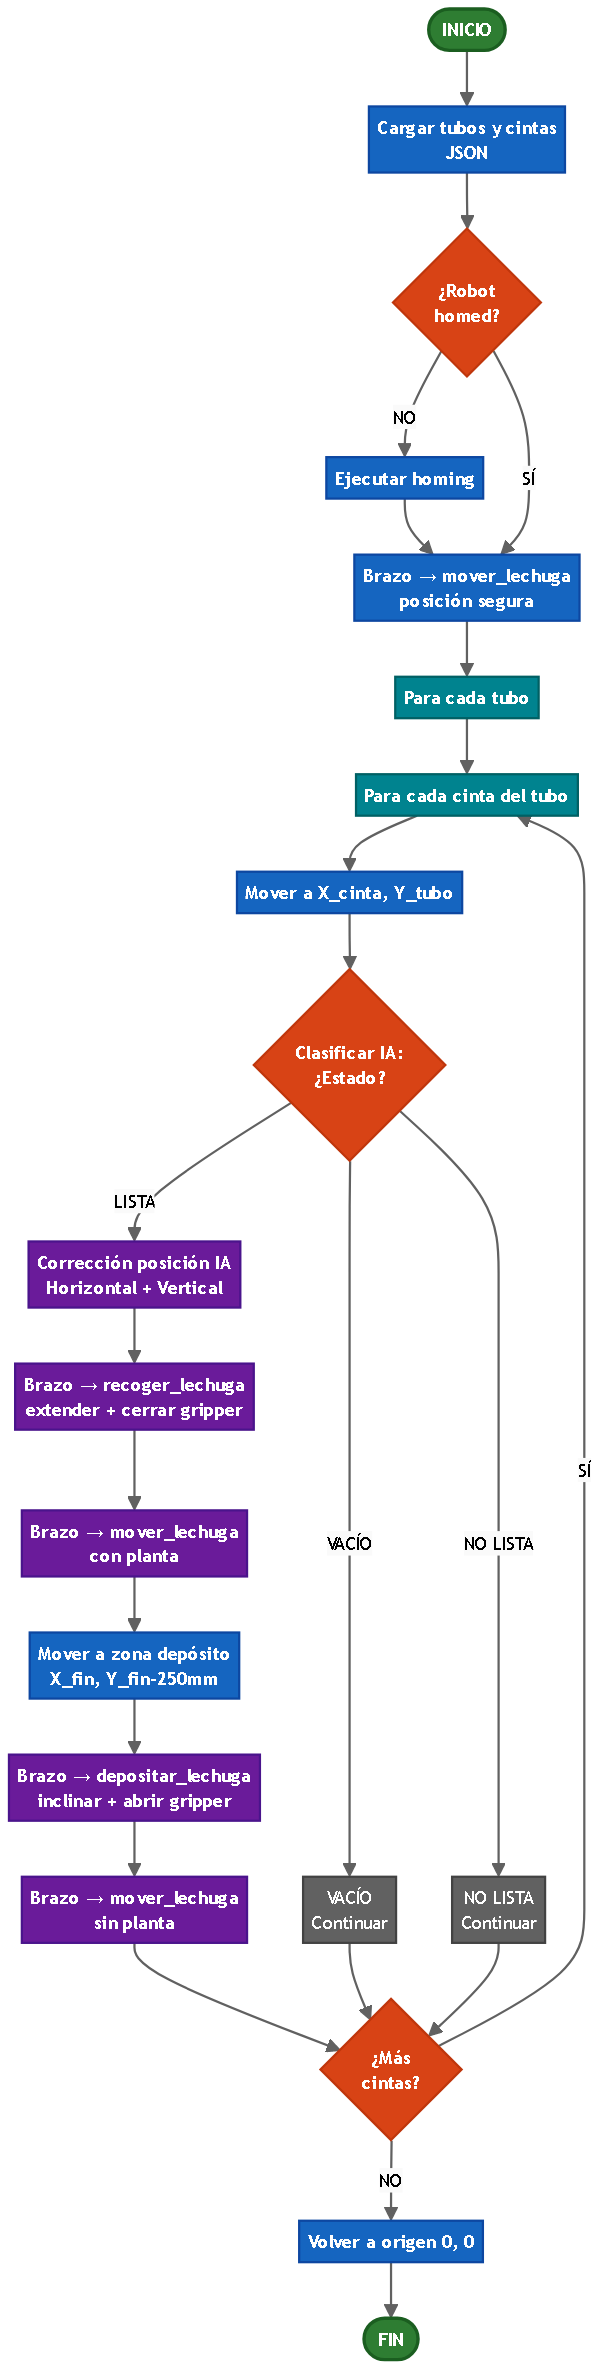 INICIO
Cargar tubos y cintas
JSON
¿Robot
homed?
NO
Ejecutar homing
SÍ
Brazo → mover_lechuga
posición segura
Para cada tubo
Para cada cinta del tubo
Mover a X_cinta, Y_tubo
Clasificar IA:
¿Estado?
LISTA
Corrección posición IA
Horizontal + Vertical
Brazo → recoger_lechuga
extender + cerrar gripper
Brazo → mover_lechuga
con planta
Mover a zona depósito
X_fin, Y_fin-250mm
Brazo → depositar_lechuga
inclinar + abrir gripper
Brazo → mover_lechuga
sin planta
VACÍO
VACÍO
Continuar
NO LISTA
NO LISTA
Continuar
¿Más
cintas?
SÍ
NO
Volver a origen 0, 0
FIN